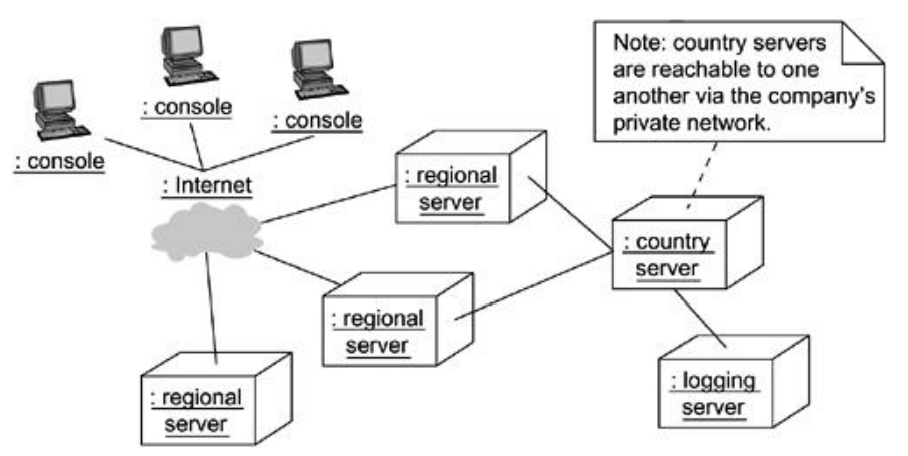 : console
: console
: console
: Internet
Note: country servers
are reachable to one
another via the company's
private network.
: regional
server
: country
server
: regional
server
: regional
server
: logging
server